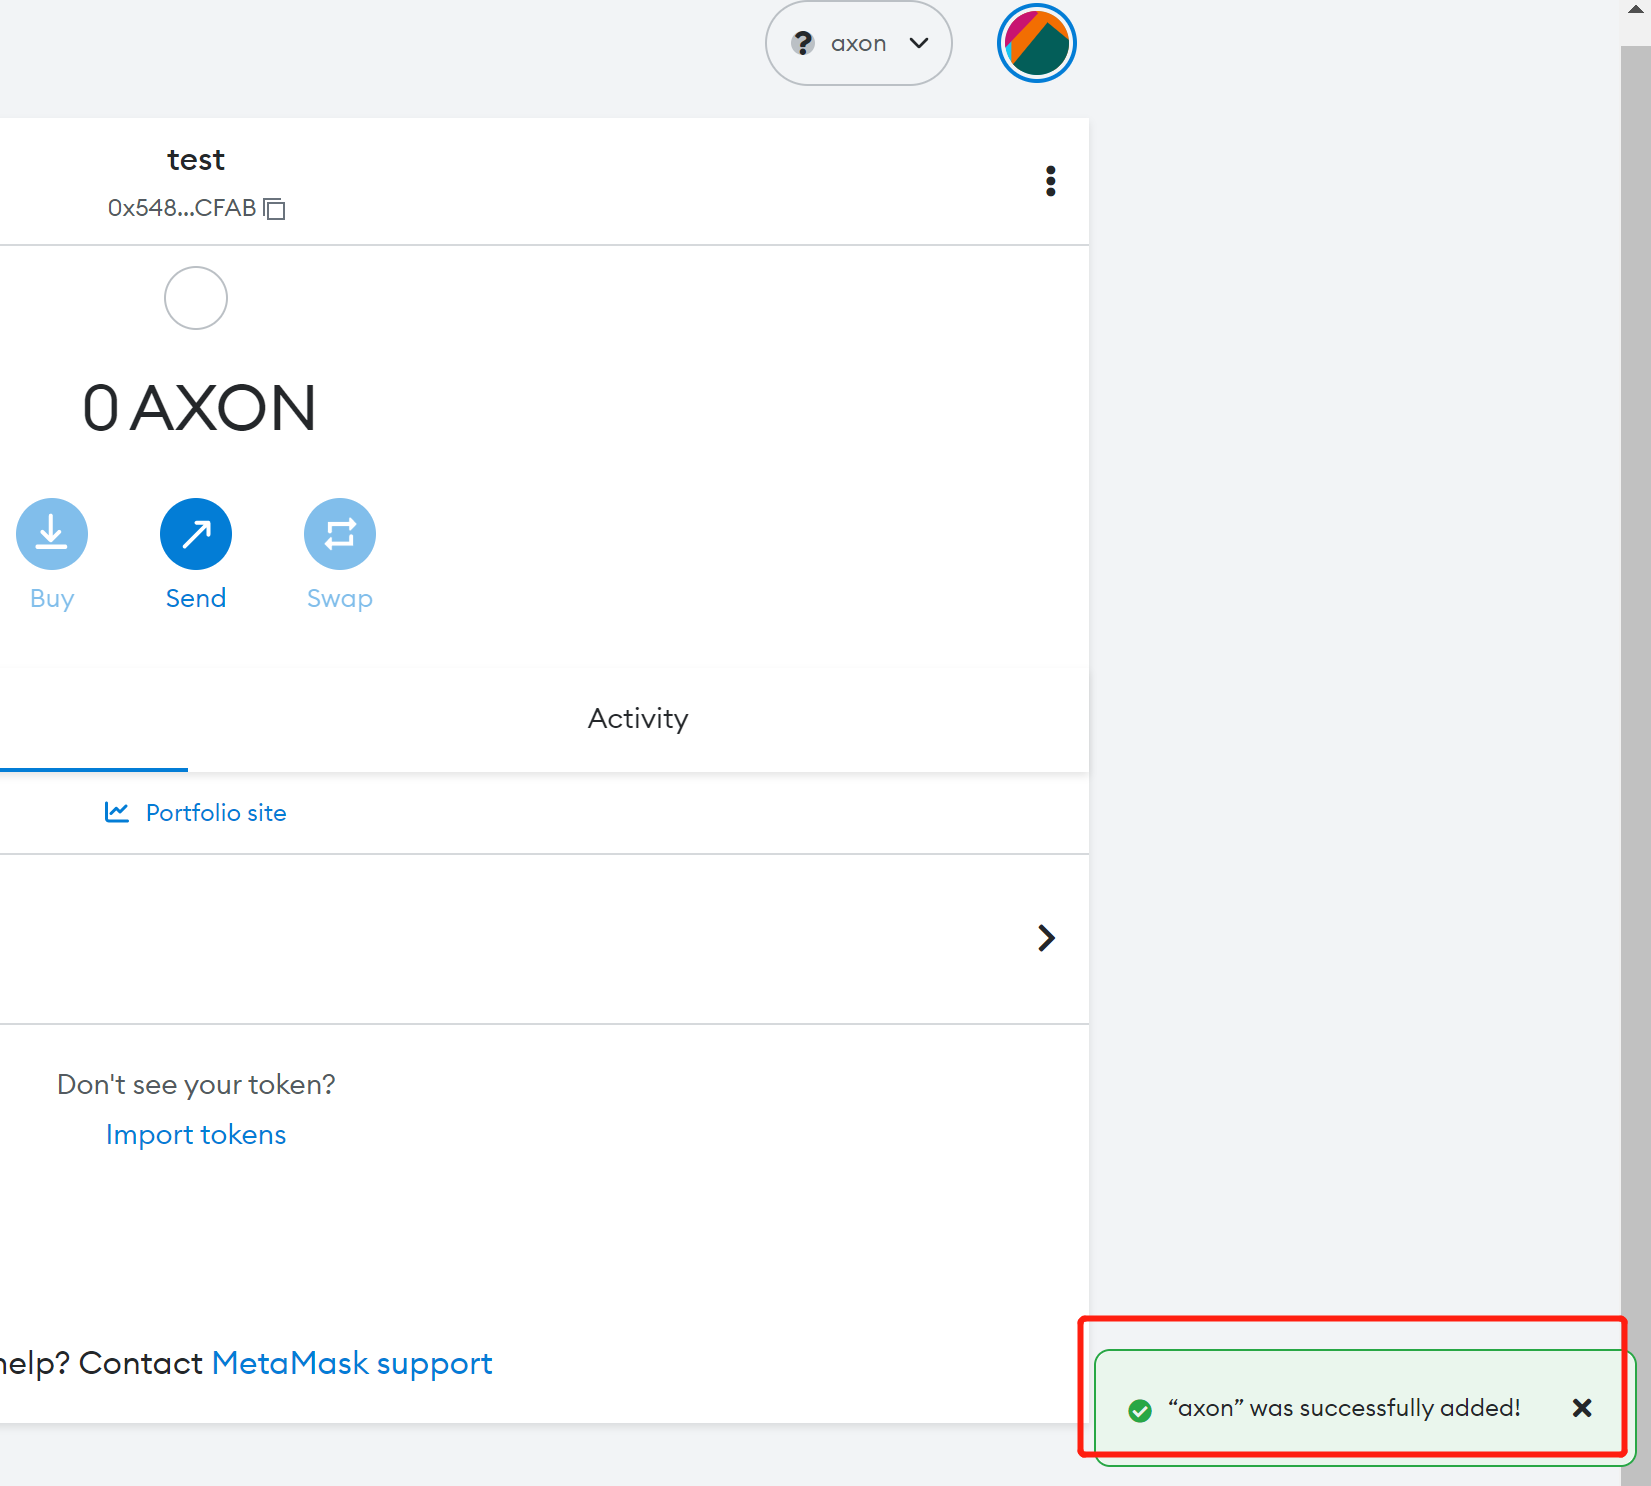 axon
test
0x548...CFAB
0 AXON
Buy
Send
Swap
Activity
Portfolio site
Don't see your token?
Import tokens
help? Contact MetaMask support
“axon” was successfully added!